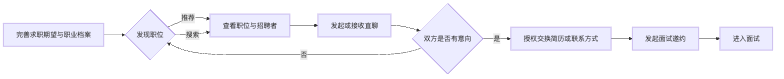 完善求职期望与职业档案
发现职位
推荐
搜索
查看职位与招聘者
发起或接收直聊
双方是否有意向
是
否
授权交换简历或联系方式
发起面试邀约
进入面试